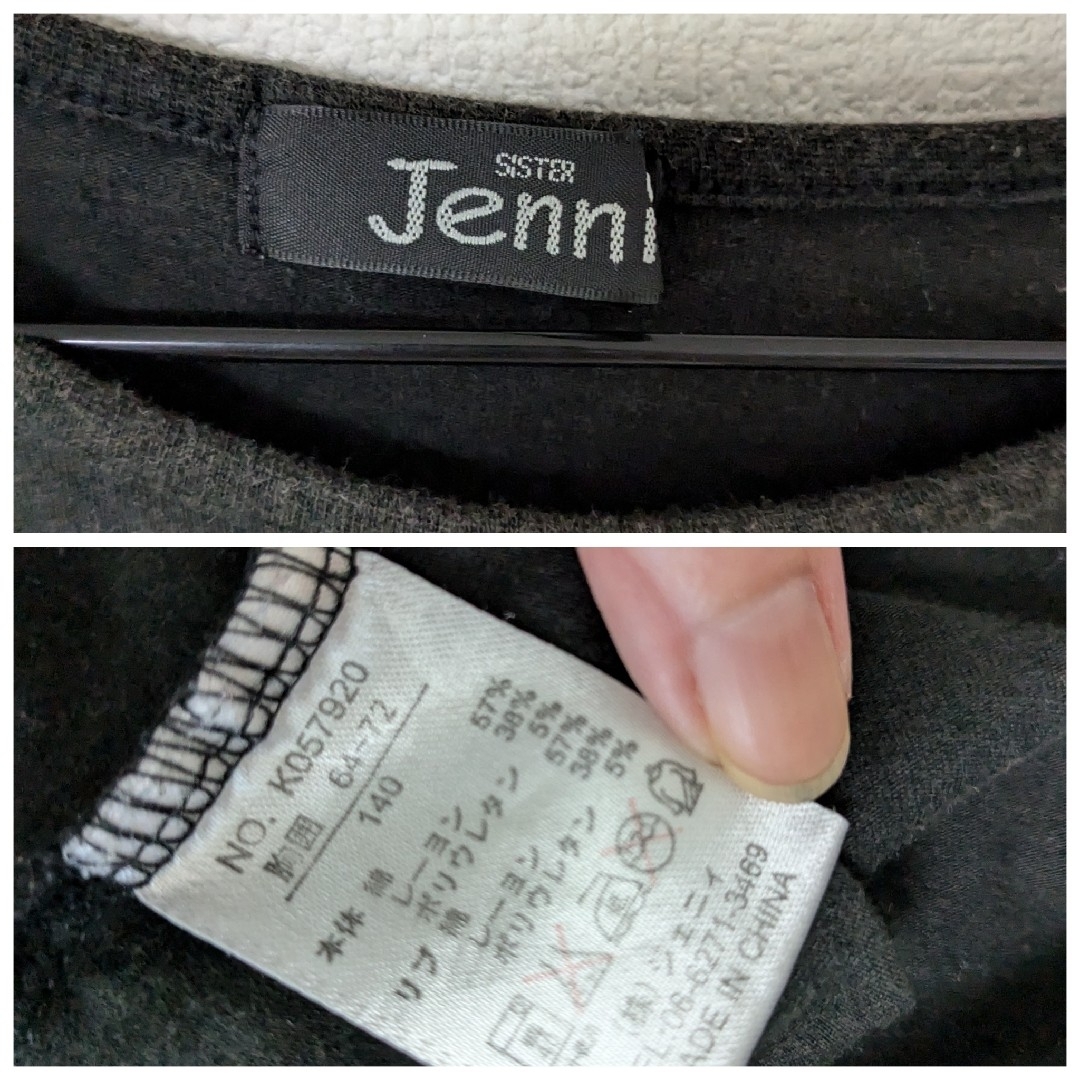 SISTER
Jenni
NO. K057920
胸囲 64-72
140
本体 綿 57%
レーヨン 38%
ポリウレタン 5%
リブ 綿 57%
レーヨン 38%
ポリウレタン 5%
(株)ジェニィ
EL.06-6271-3469
MADE IN CHINA